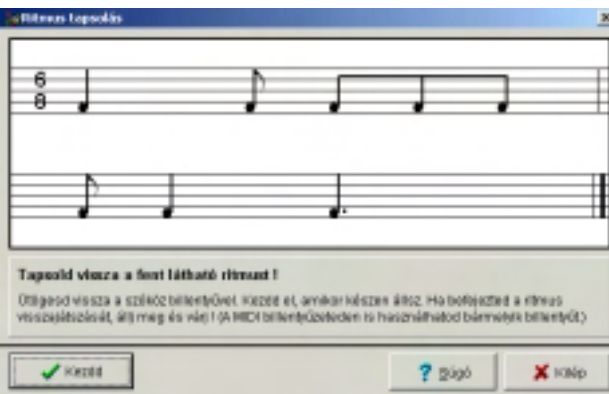 Ritmus tapsolás
6
8
Tapsold vissza a fent látható ritmust !
Ütögesd vissza a szóköz billentyűvel. Kezdd el, amikor készen állsz. Ha befejezted a ritmus
visszajátszását, állj meg és várj ! (A MIDI billentyűzeteden is használhatod bármelyik billentyűt.)
Kezdd
? Súgó
Kilép